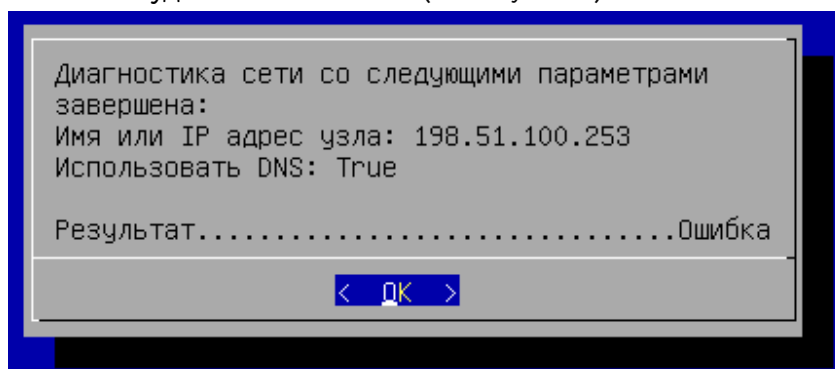 Диагностика сети со следующими параметрами
завершена:
Имя или IP адрес узла: 198.51.100.253
Использовать DNS: True
Результат...............................Ошибка
< OK >